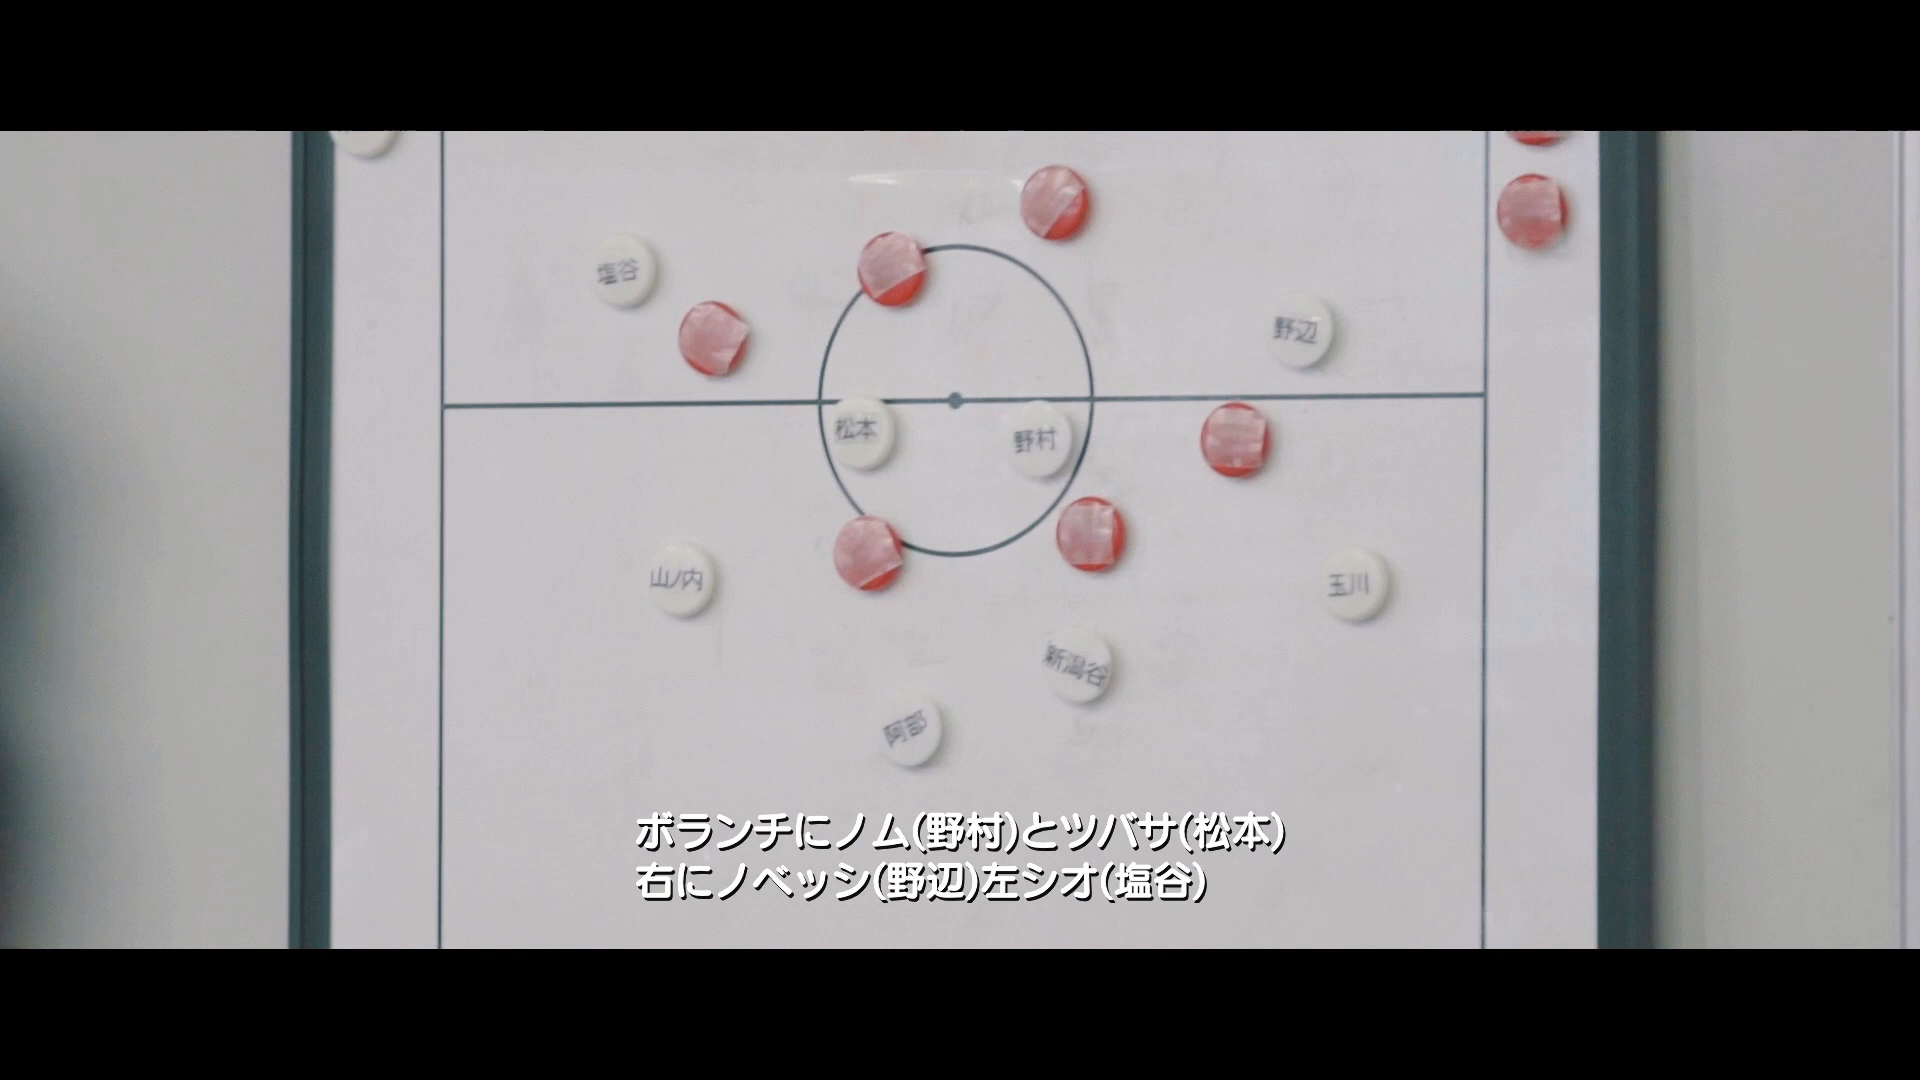 塩谷
野辺
松本
野村
山ノ内
玉川
新潟谷
阿部
ボランチにノム(野村)とツバサ(松本)
右にノベッシ(野辺)左シオ(塩谷)